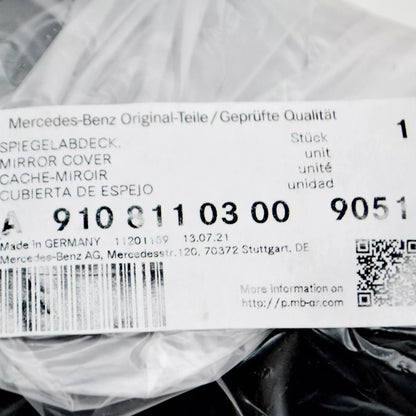 Mercedes-Benz Original-Teile/Geprüfte Qualität
SPIEGELABDECK. Stück 1
MIRROR COVER unit
CACHE-MIROIR unité
CUBIERTA DE ESPEJO unidad
A 910 811 03 00 9051
Made in GERMANY 11201159 13.07.21
Mercedes-Benz AG, Mercedesstr.120, 70372 Stuttgart. DE
More information on
http://p.mb-qr.com